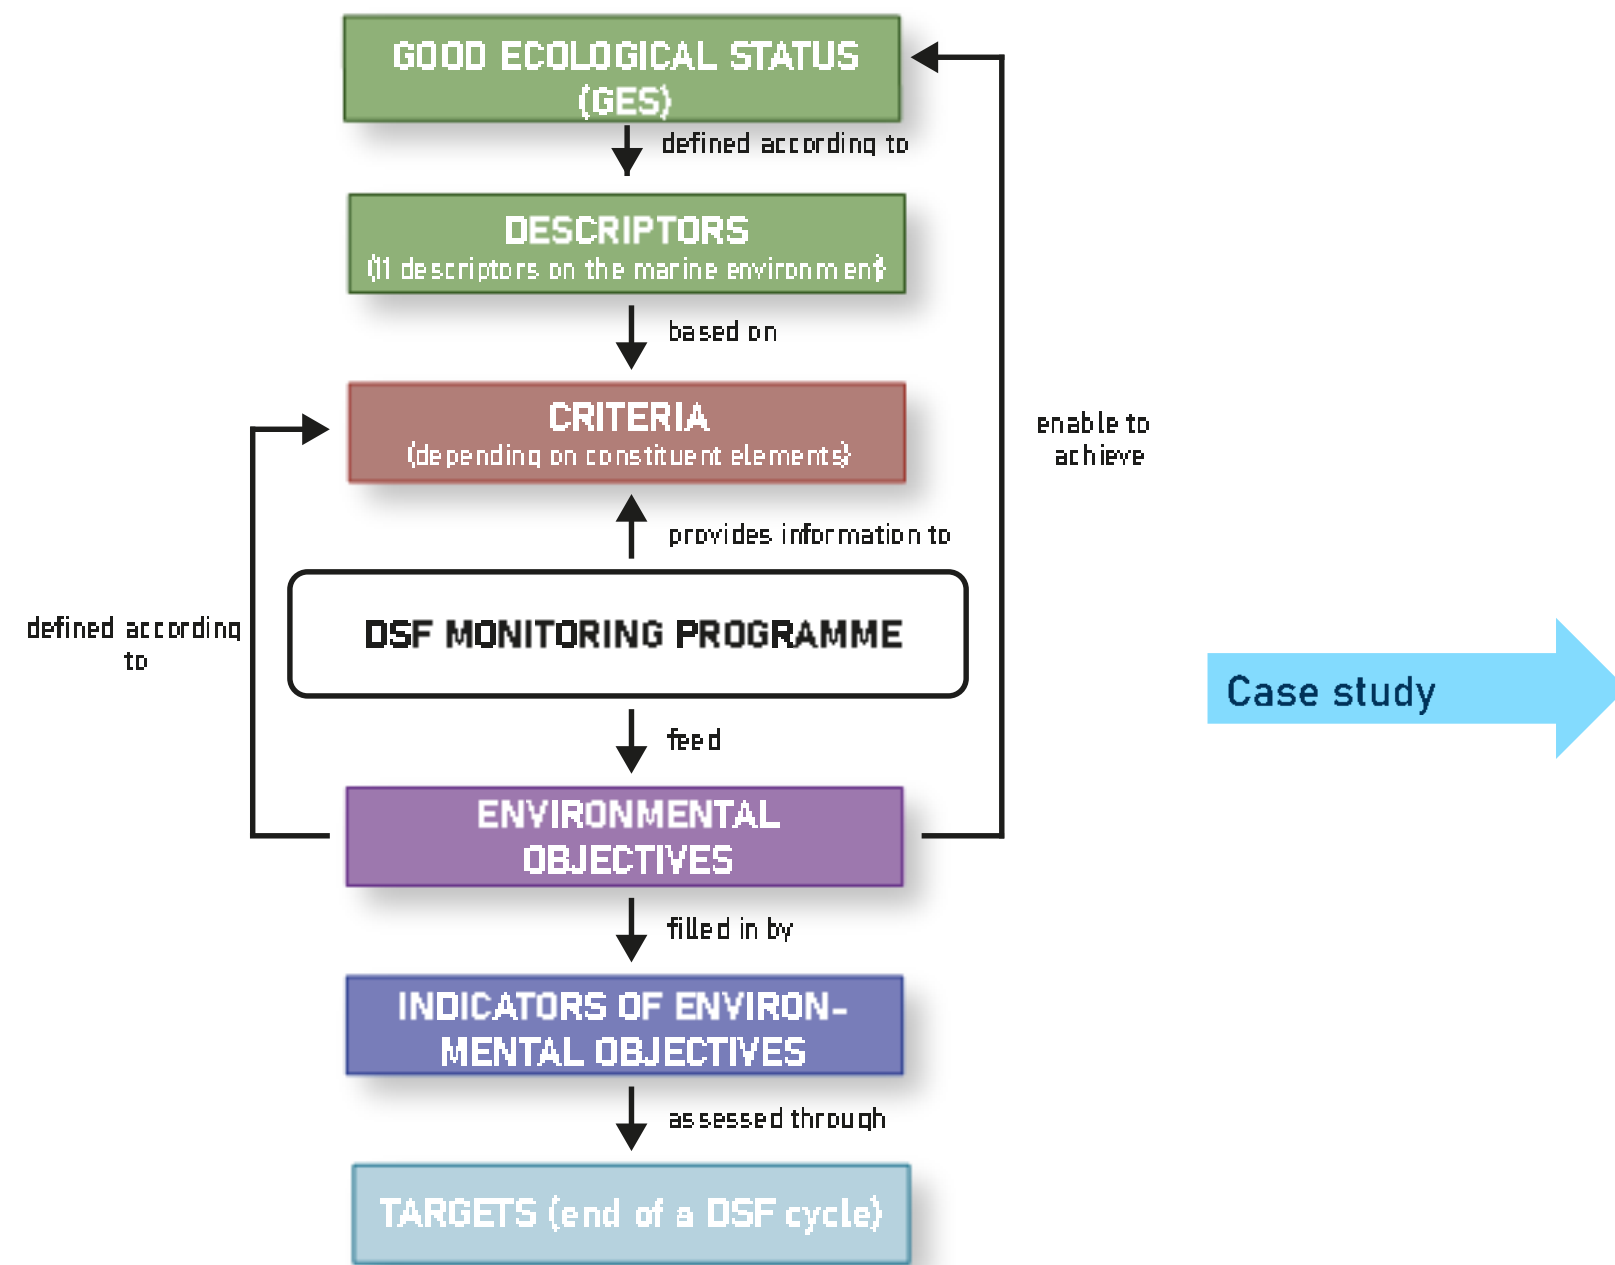 GOOD ECOLOGICAL STATUS
(GES)
defined according to
DESCRIPTORS
(11 descriptors on the marine environment)
based on
CRITERIA
(depending on constituent elements)
enable to
achieve
provides information to
defined according
to
DSF MONITORING PROGRAMME
Case study
feed
ENVIRONMENTAL
OBJECTIVES
filled in by
INDICATORS OF ENVIRON-
MENTAL OBJECTIVES
assessed through
TARGETS (end of a DSF cycle)